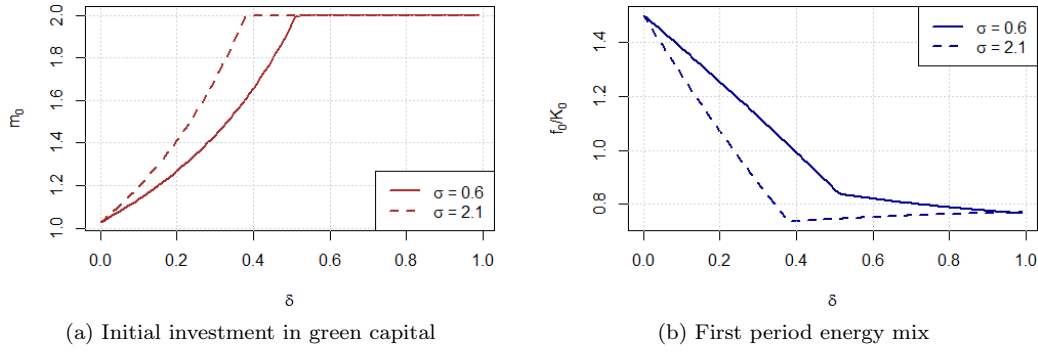 2.0
1.8
1.6
1.4
1.2
1.0
m₀
0.0 0.2 0.4 0.6 0.8 1.0
δ
σ = 0.6
σ = 2.1
(a) Initial investment in green capital
1.4
1.2
1.0
0.8
f₀/K₀
0.0 0.2 0.4 0.6 0.8 1.0
δ
σ = 0.6
σ = 2.1
(b) First period energy mix